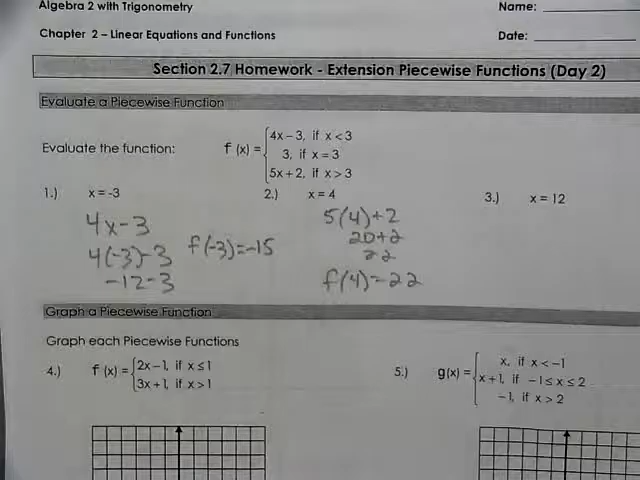 Algebra 2 with Trigonometry Name: ____________
Chapter 2 – Linear Equations and Functions Date: ____________
Section 2.7 Homework - Extension Piecewise Functions (Day 2)
Evaluate a Piecewise Function
Evaluate the function: f (x) = { 4x – 3, if x < 3
3, if x = 3
5x + 2, if x > 3
1.) x = -3 2.) x = 4 3.) x = 12
4x-3 5(4)+2
4(-3)-3 f(-3)=-15 20+2
-12-3 22
f(4)=22
Graph a Piecewise Function
Graph each Piecewise Functions
4.) f (x) = { 2x – 1, if x ≤ 1
3x + 1, if x > 1
5.) g(x) = { x, if x < –1
x + 1, if –1 ≤ x ≤ 2
–1, if x > 2